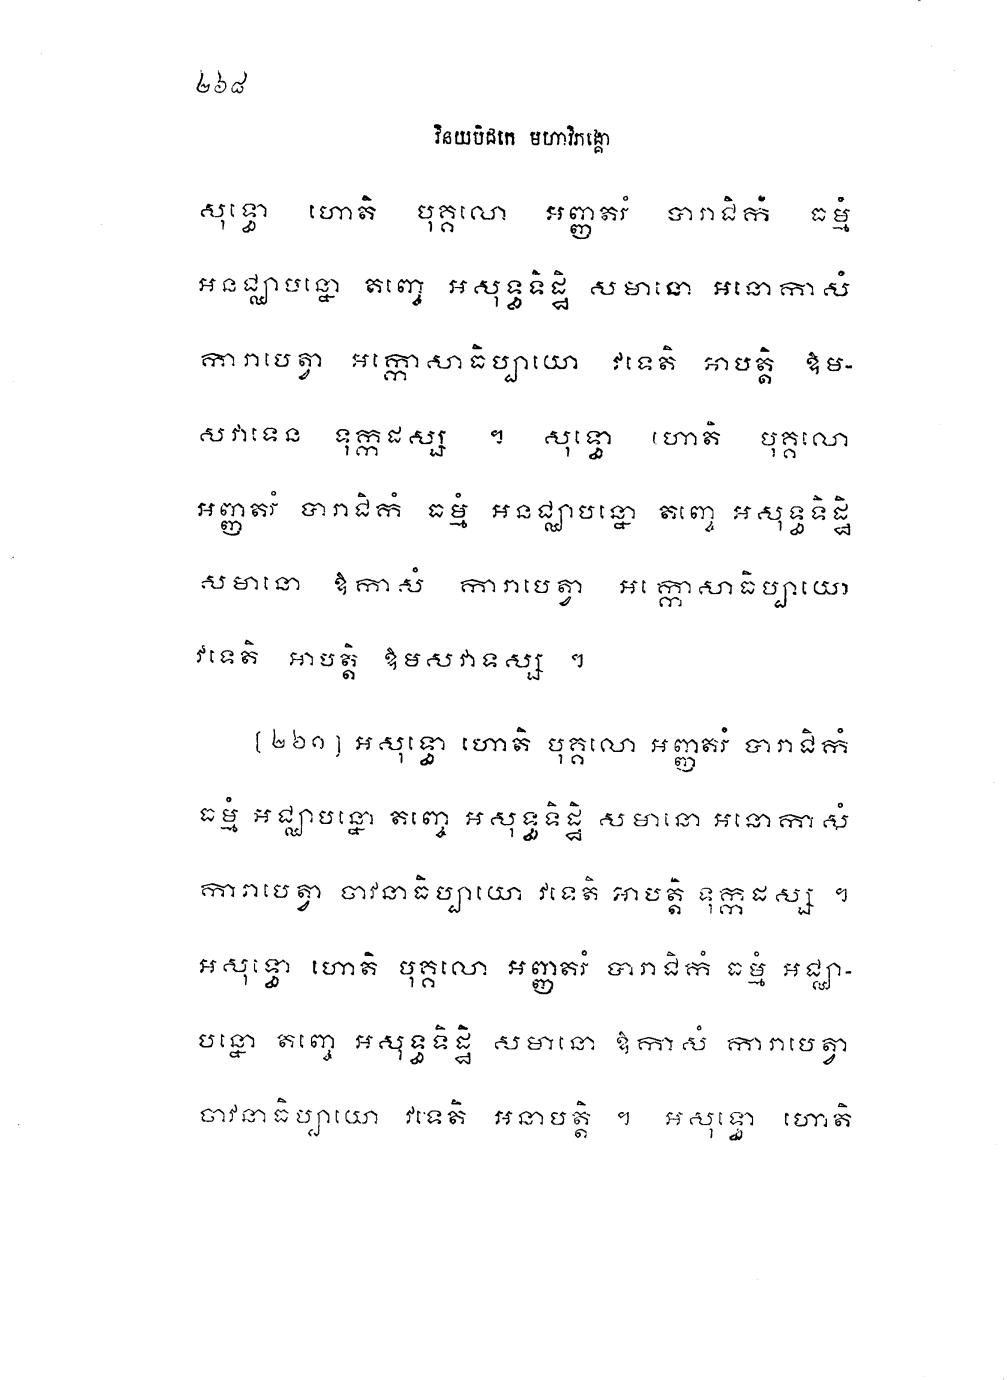 ២៦៨
វិនយបិដកេ មហាវិភង្គោ
សុទ្ធោ ហោតិ បុគ្គលោ អញ្ញតរំ បារាជិកំ ធម្មំ
អនជ្ឈាបន្នោ តញ្ចេ អសុទ្ធទិដ្ឋិ សមានោ អនោកាសំ
ការាបេត្វា អក្កោសាធិប្បាយោ វទេតិ អាបត្តិ ឱម-
សវាទេន ទុក្កដស្ស ។ សុទ្ធោ ហោតិ បុគ្គលោ
អញ្ញតរំ បារាជិកំ ធម្មំ អនជ្ឈាបន្នោ តញ្ចេ អសុទ្ធទិដ្ឋិ
សមានោ ឱកាសំ ការាបេត្វា អក្កោសាធិប្បាយោ
វទេតិ អាបត្តិ ឱមសវាទស្ស ។
[២៦១] អសុទ្ធោ ហោតិ បុគ្គលោ អញ្ញតរំ បារាជិកំ
ធម្មំ អជ្ឈាបន្នោ តញ្ចេ អសុទ្ធទិដ្ឋិ សមានោ អនោកាសំ
ការាបេត្វា ចាវនាធិប្បាយោ វទេតិ អាបត្តិ ទុក្កដស្ស ។
អសុទ្ធោ ហោតិ បុគ្គលោ អញ្ញតរំ បារាជិកំ ធម្មំ អជ្ឈា-
បន្នោ តញ្ចេ អសុទ្ធទិដ្ឋិ សមានោ ឱកាសំ ការាបេត្វា
ចាវនាធិប្បាយោ វទេតិ អនាបត្តិ ។ អសុទ្ធោ ហោតិ